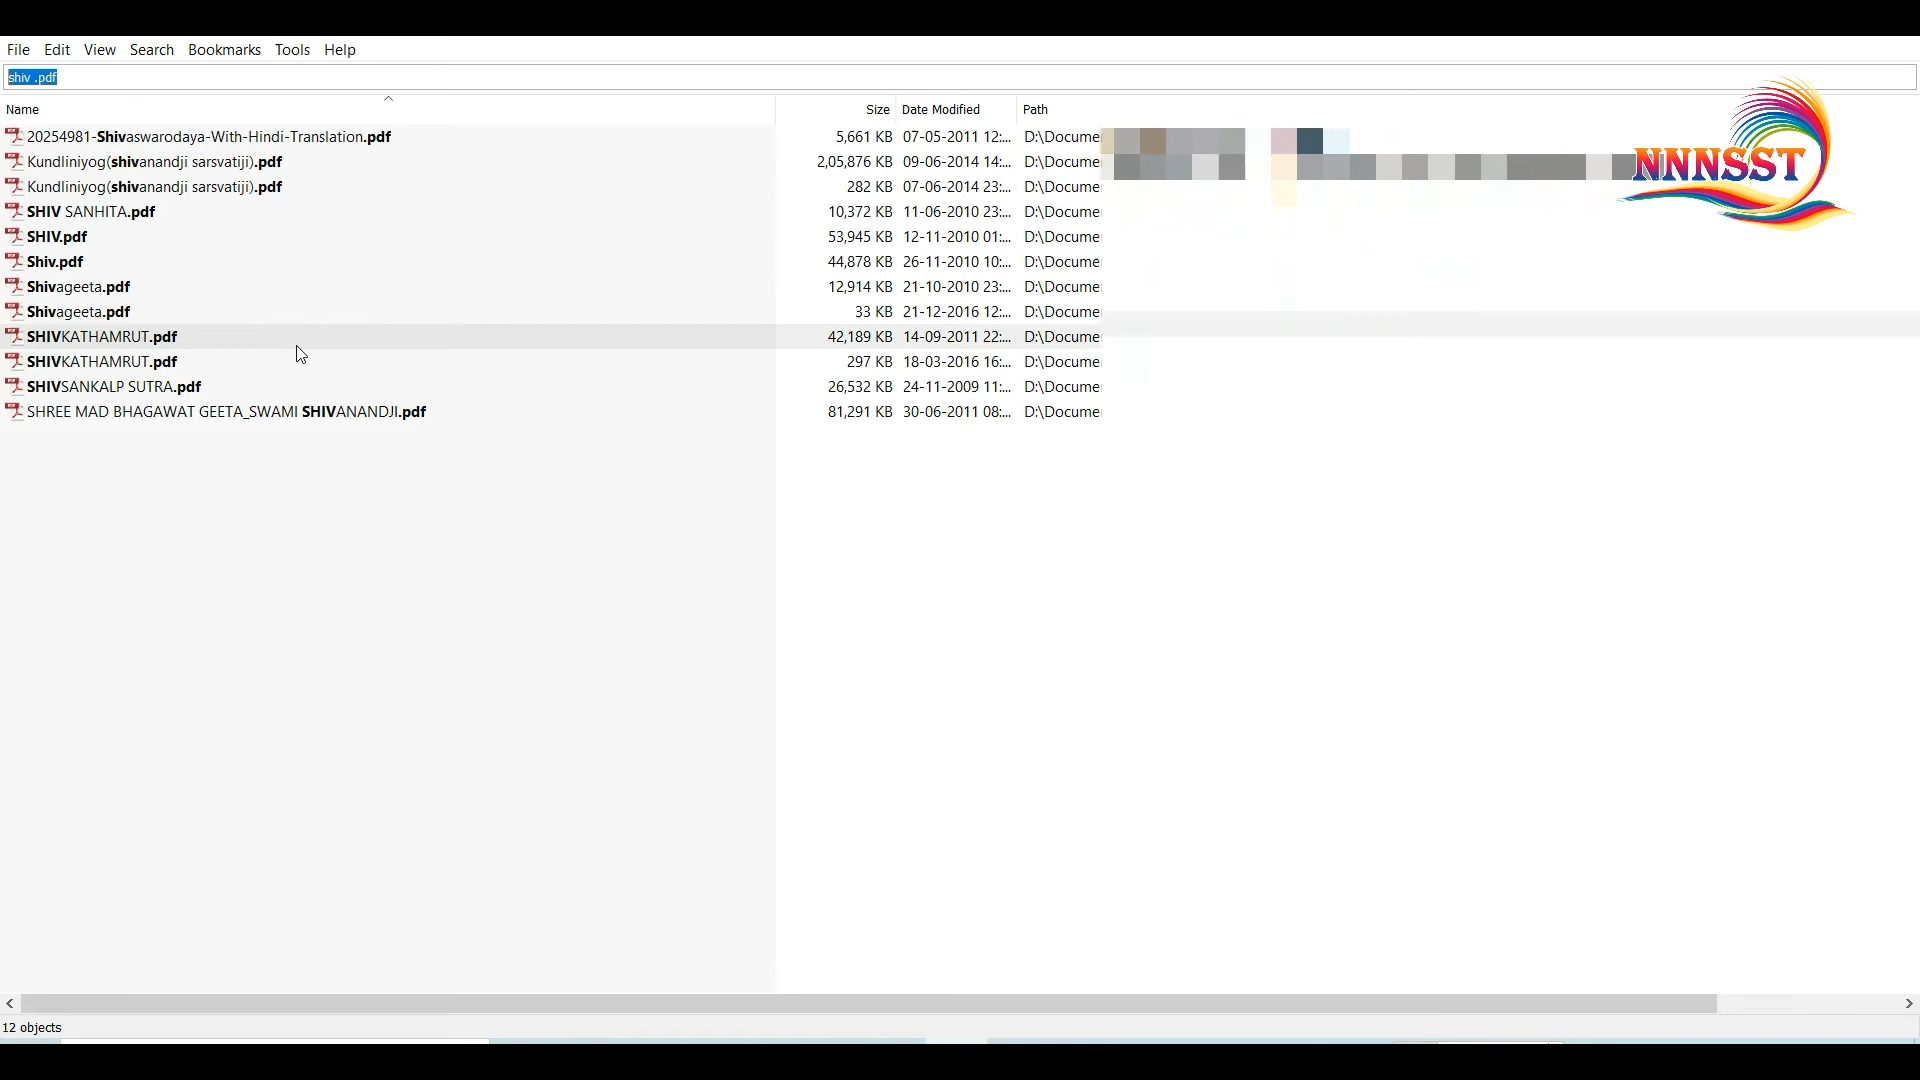 File Edit View Search Bookmarks Tools Help
shiv .pdf
Name Size Date Modified Path
20254981-Shivaswarodaya-With-Hindi-Translation.pdf 5,661 KB 07-05-2011 12:... D:\Docume
Kundliniyog(shivanandji sarsvatiji).pdf 2,05,876 KB 09-06-2014 14:... D:\Docume
Kundliniyog(shivanandji sarsvatiji).pdf 282 KB 07-06-2014 23:... D:\Docume
SHIV SANHITA.pdf 10,372 KB 11-06-2010 23:... D:\Docume
SHIV.pdf 53,945 KB 12-11-2010 01:... D:\Docume
Shiv.pdf 44,878 KB 26-11-2010 10:... D:\Docume
Shivageeta.pdf 12,914 KB 21-10-2010 23:... D:\Docume
Shivageeta.pdf 33 KB 21-12-2016 12:... D:\Docume
SHIVKATHAMRUT.pdf 42,189 KB 14-09-2011 22:... D:\Docume
SHIVKATHAMRUT.pdf 297 KB 18-03-2016 16:... D:\Docume
SHIVSANKALP SUTRA.pdf 26,532 KB 24-11-2009 11:... D:\Docume
SHREE MAD BHAGAWAT GEETA_SWAMI SHIVANANDJI.pdf 81,291 KB 30-06-2011 08:... D:\Docume
NNNSST
12 objects